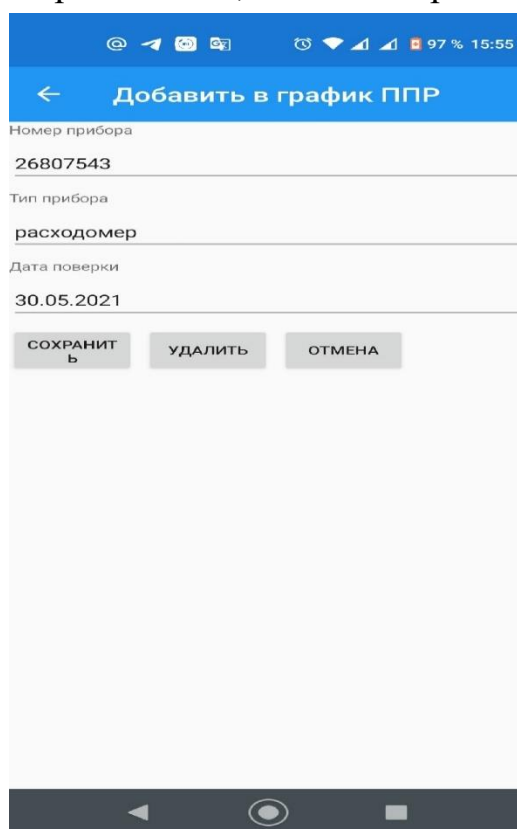 97 % 15:55
Добавить в график ППР
Номер прибора
26807543
Тип прибора
расходомер
Дата поверки
30.05.2021
СОХРАНИТ
Ь
УДАЛИТЬ
ОТМЕНА